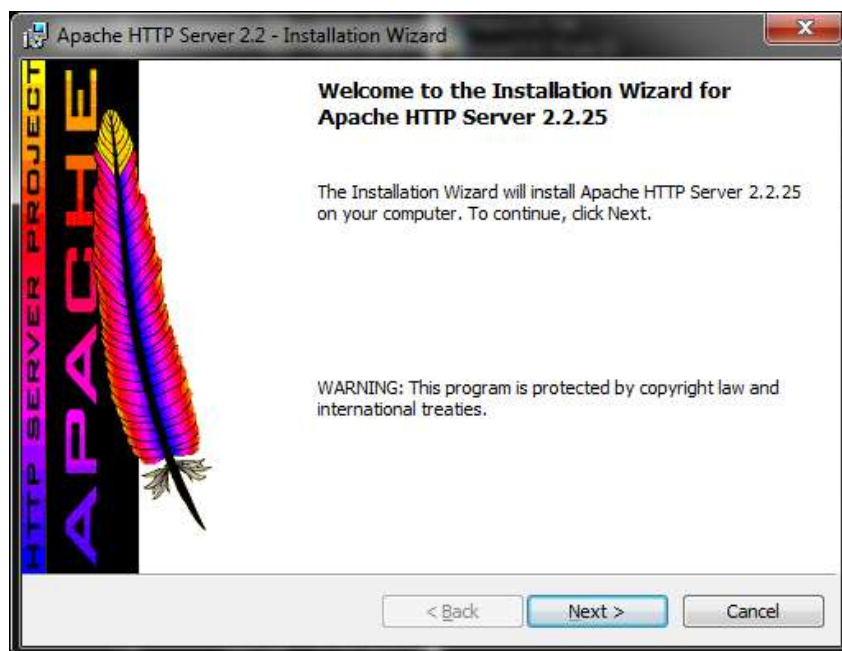 Apache HTTP Server 2.2 - Installation Wizard
HTTP SERVER PROJECT
APACHE
Welcome to the Installation Wizard for
Apache HTTP Server 2.2.25
The Installation Wizard will install Apache HTTP Server 2.2.25
on your computer. To continue, click Next.
WARNING: This program is protected by copyright law and
international treaties.
< Back
Next >
Cancel